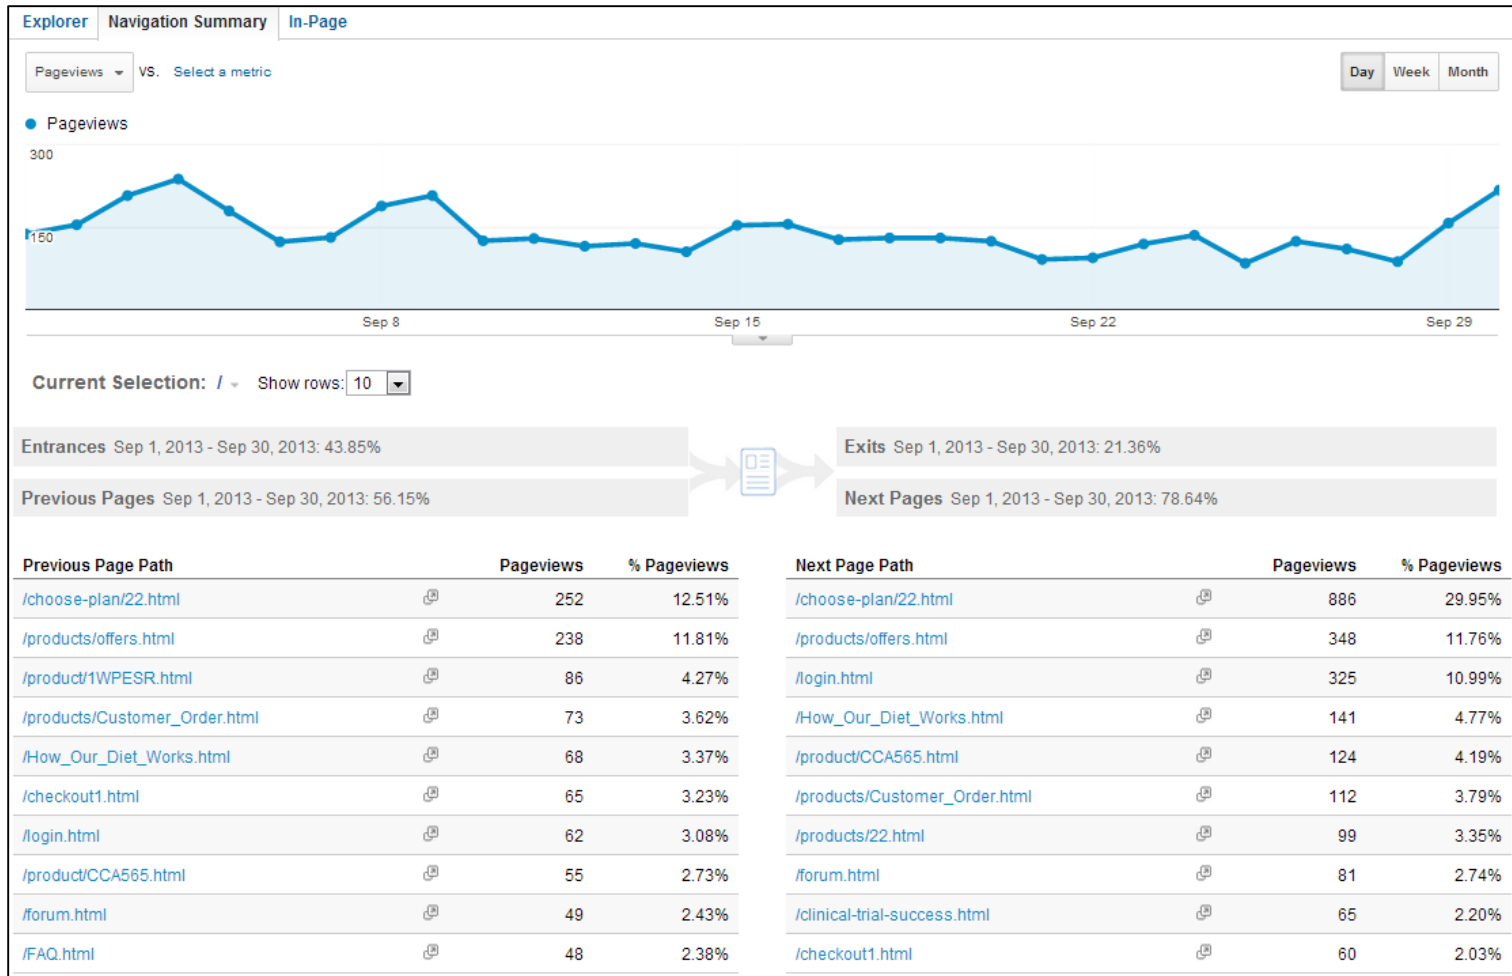 Explorer Navigation Summary In-Page
Pageviews VS. Select a metric Day Week Month
Pageviews
300
150
Sep 8 Sep 15 Sep 22 Sep 29
Current Selection: / Show rows: 10
Entrances Sep 1, 2013 - Sep 30, 2013: 43.85%
Exits Sep 1, 2013 - Sep 30, 2013: 21.36%
Previous Pages Sep 1, 2013 - Sep 30, 2013: 56.15%
Next Pages Sep 1, 2013 - Sep 30, 2013: 78.64%
Previous Page Path Pageviews % Pageviews
/choose-plan/22.html 252 12.51%
/products/offers.html 238 11.81%
/product/1WPESR.html 86 4.27%
/products/Customer_Order.html 73 3.62%
/How_Our_Diet_Works.html 68 3.37%
/checkout1.html 65 3.23%
/login.html 62 3.08%
/product/CCA565.html 55 2.73%
/forum.html 49 2.43%
/FAQ.html 48 2.38%
Next Page Path Pageviews % Pageviews
/choose-plan/22.html 886 29.95%
/products/offers.html 348 11.76%
/login.html 325 10.99%
/How_Our_Diet_Works.html 141 4.77%
/product/CCA565.html 124 4.19%
/products/Customer_Order.html 112 3.79%
/products/22.html 99 3.35%
/forum.html 81 2.74%
/clinical-trial-success.html 65 2.20%
/checkout1.html 60 2.03%